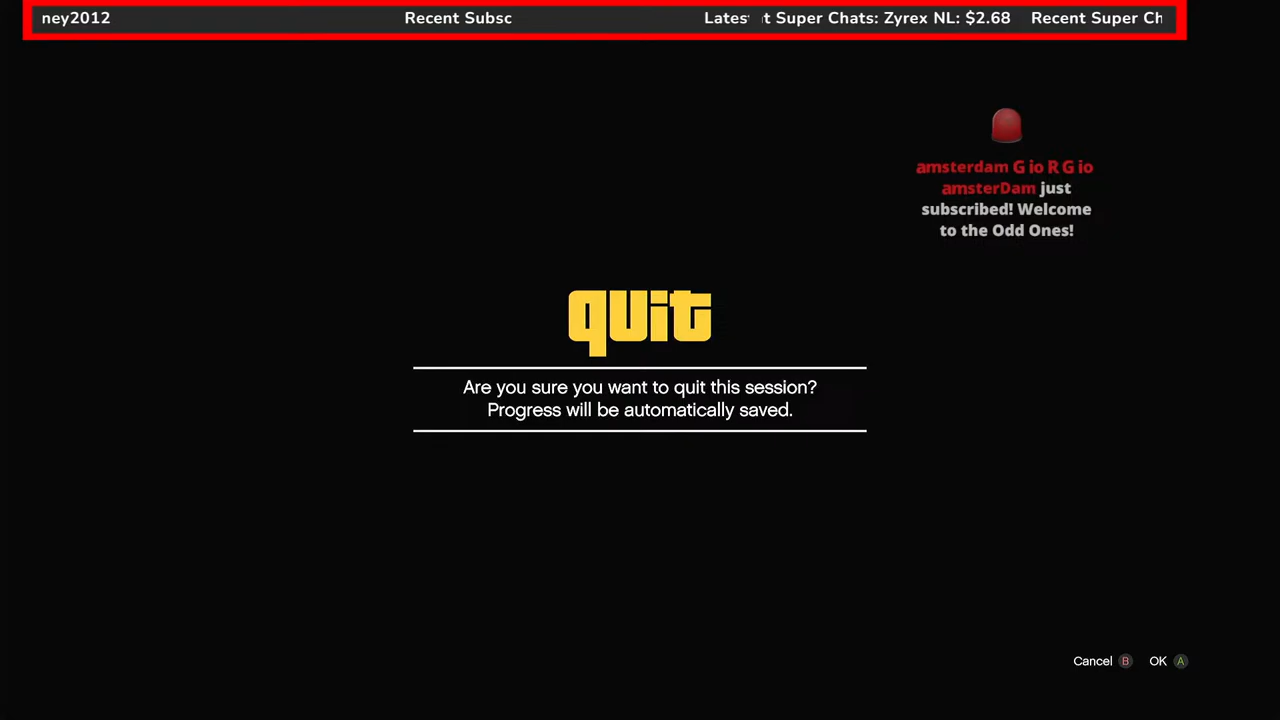 ney2012 Recent Subsc Lates t Super Chats: Zyrex NL: $2.68 Recent Super Ch
amsterdam G io R G io
amsterDam just
subscribed! Welcome
to the Odd Ones!
quit
Are you sure you want to quit this session?
Progress will be automatically saved.
Cancel B OK A